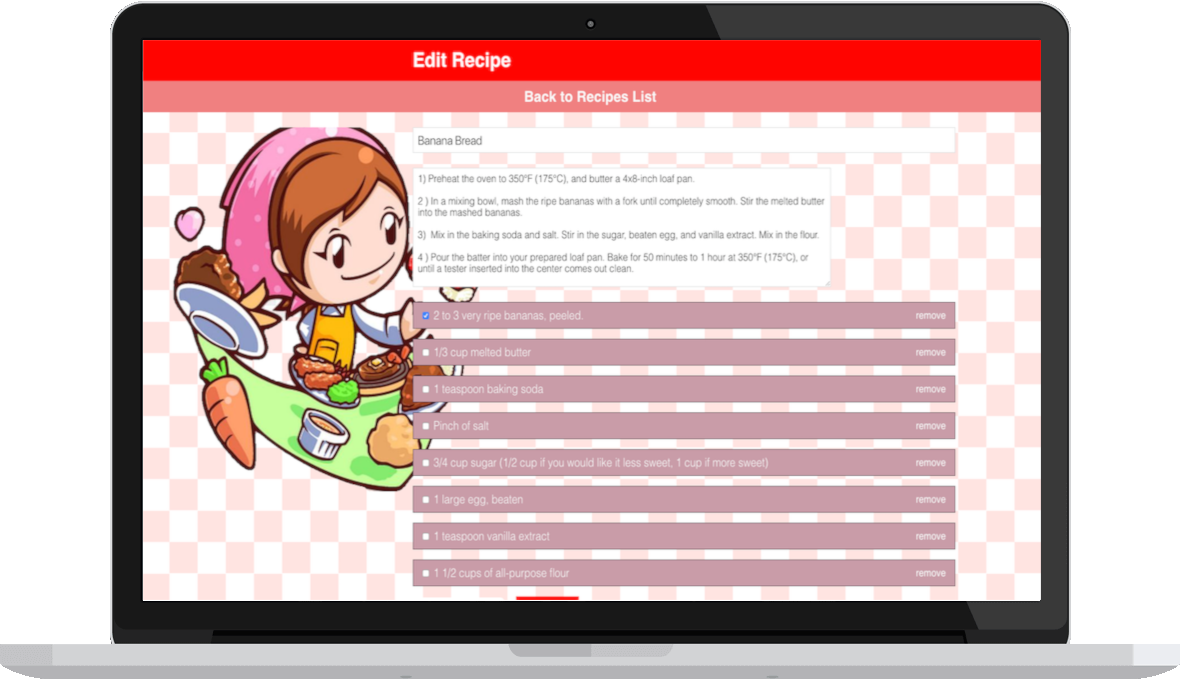 Edit Recipe
Back to Recipes List
Banana Bread
1) Preheat the oven to 350°F (175°C), and butter a 4x8-inch loaf pan.
2 ) In a mixing bowl, mash the ripe bananas with a fork until completely smooth. Stir the melted butter
into the mashed bananas.
3)  Mix in the baking soda and salt. Stir in the sugar, beaten egg, and vanilla extract. Mix in the flour.
4 ) Pour the batter into your prepared loaf pan. Bake for 50 minutes to 1 hour at 350°F (175°C), or
until a tester inserted into the center comes out clean.
2 to 3 very ripe bananas, peeled. remove
1/3 cup melted butter remove
1 teaspoon baking soda remove
Pinch of salt remove
3/4 cup sugar (1/2 cup if you would like it less sweet, 1 cup if more sweet) remove
1 large egg, beaten remove
1 teaspoon vanilla extract remove
1 1/2 cups of all-purpose flour remove